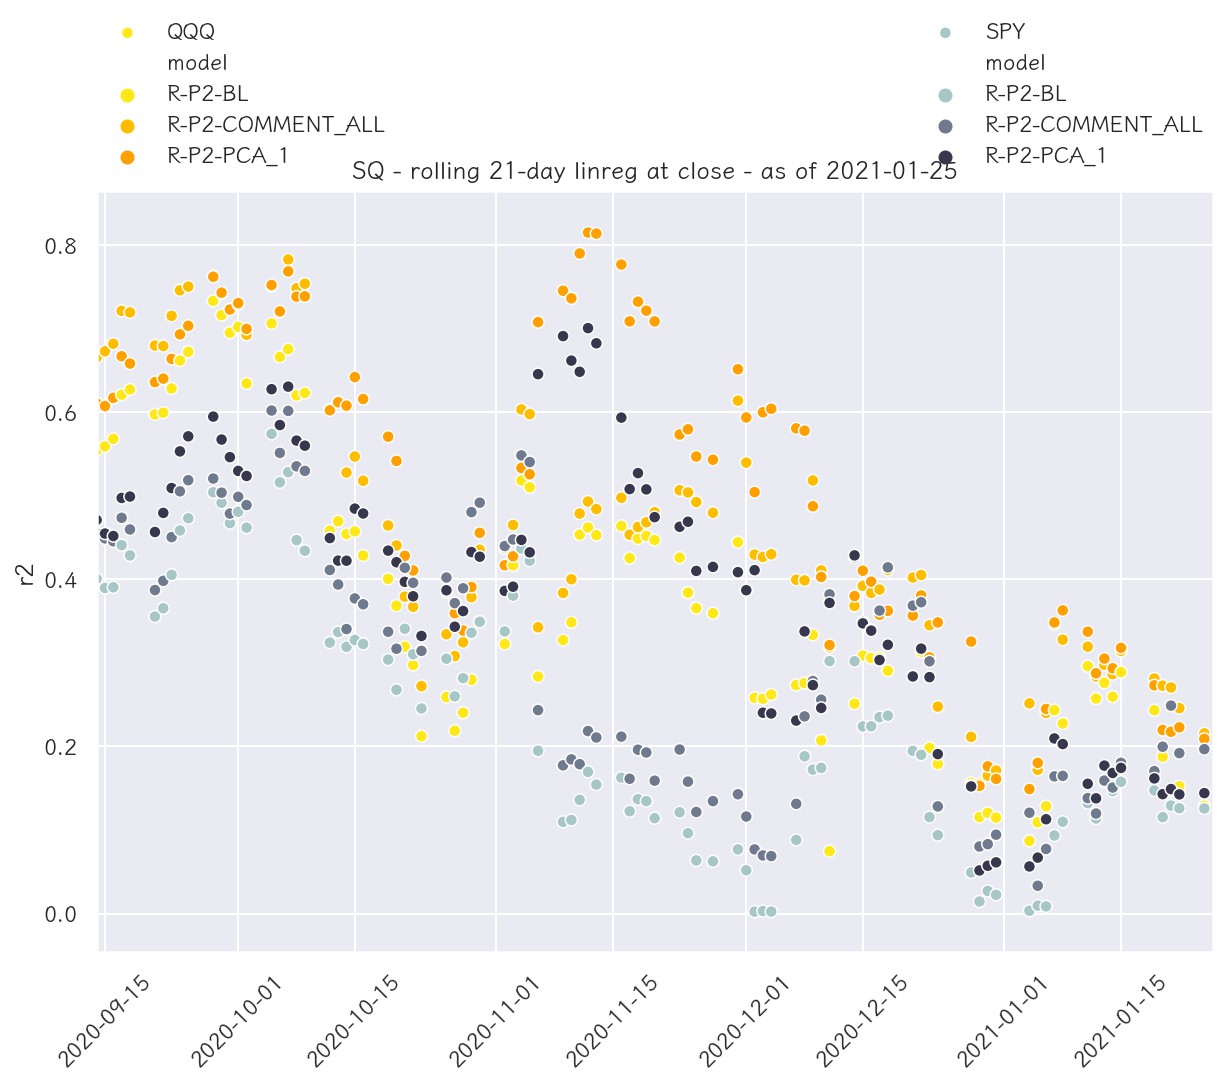 QQQ
model
R-P2-BL
R-P2-COMMENT_ALL
R-P2-PCA_1
SPY
model
R-P2-BL
R-P2-COMMENT_ALL
R-P2-PCA_1
SQ - rolling 21-day linreg at close - as of 2021-01-25
r2
0.8
0.6
0.4
0.2
0.0
2020-09-15
2020-10-01
2020-10-15
2020-11-01
2020-11-15
2020-12-01
2020-12-15
2021-01-01
2021-01-15